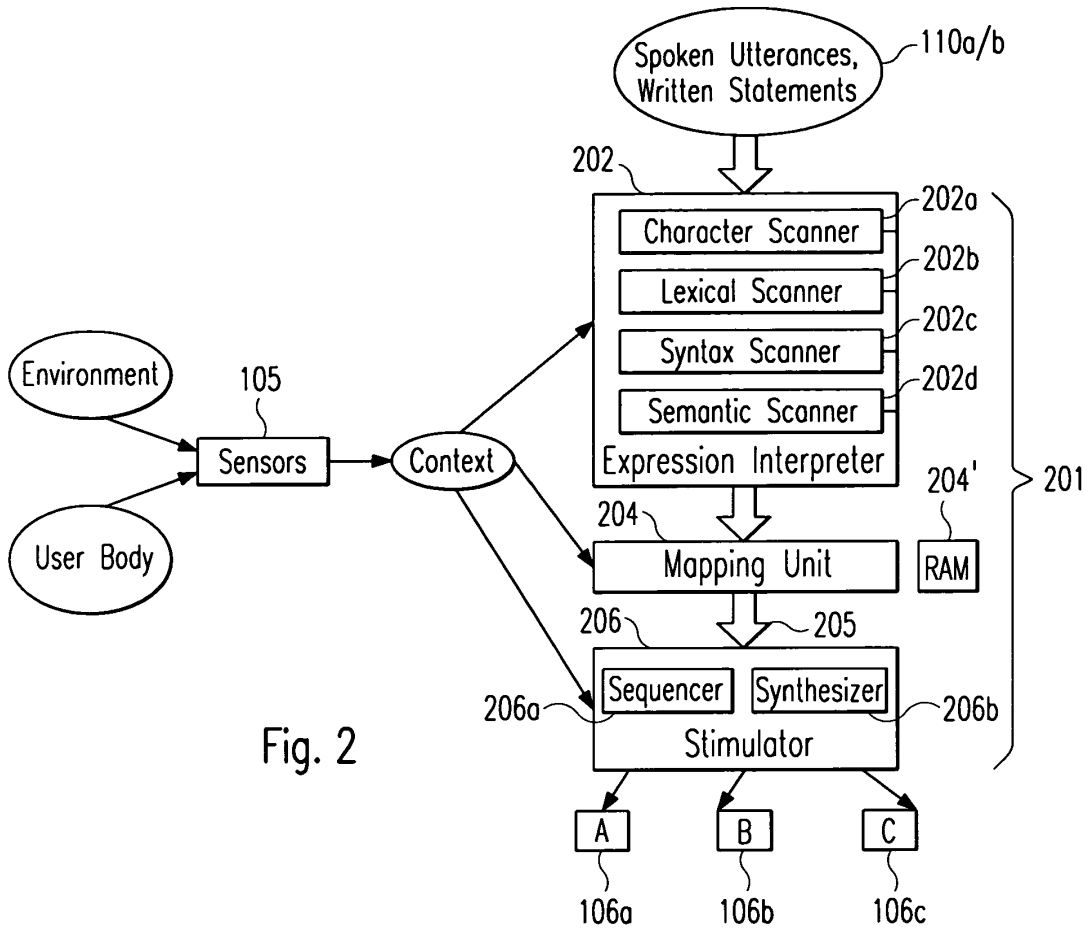 Spoken Utterances,
Written Statements
110a/b
202
Character Scanner
202a
Lexical Scanner
202b
Syntax Scanner
202c
Semantic Scanner
202d
Expression Interpreter
201
Environment
User Body
105
Sensors
Context
204
Mapping Unit
204'
RAM
205
206
Sequencer
Synthesizer
206a
206b
Stimulator
Fig. 2
A
B
C
106a
106b
106c